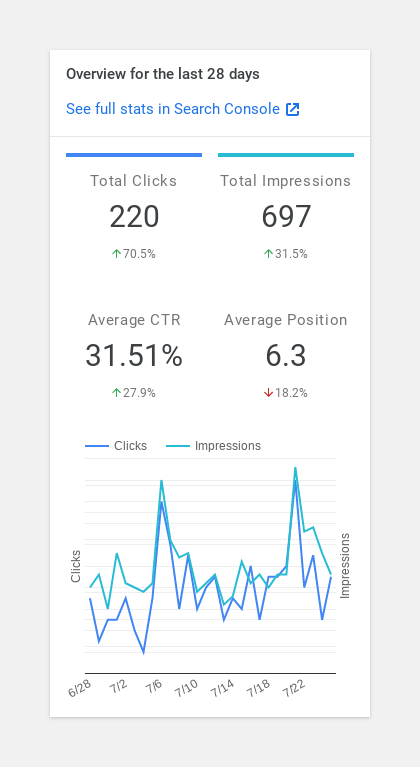 Overview for the last 28 days
See full stats in Search Console
Total Clicks
220
70.5%
Total Impressions
697
31.5%
Average CTR
31.51%
27.9%
Average Position
6.3
18.2%
Clicks
Impressions
Clicks
Impressions
6/28 7/2 7/6 7/10 7/14 7/18 7/22